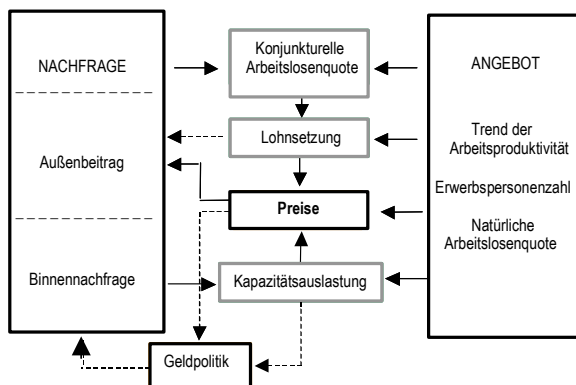 NACHFRAGE
Außenbeitrag
Binnennachfrage
Konjunkturelle
Arbeitslosenquote
Lohnsetzung
Preise
Kapazitätsauslastung
Geldpolitik
ANGEBOT
Trend der
Arbeitsproduktivität
Erwerbspersonenzahl
Natürliche
Arbeitslosenquote